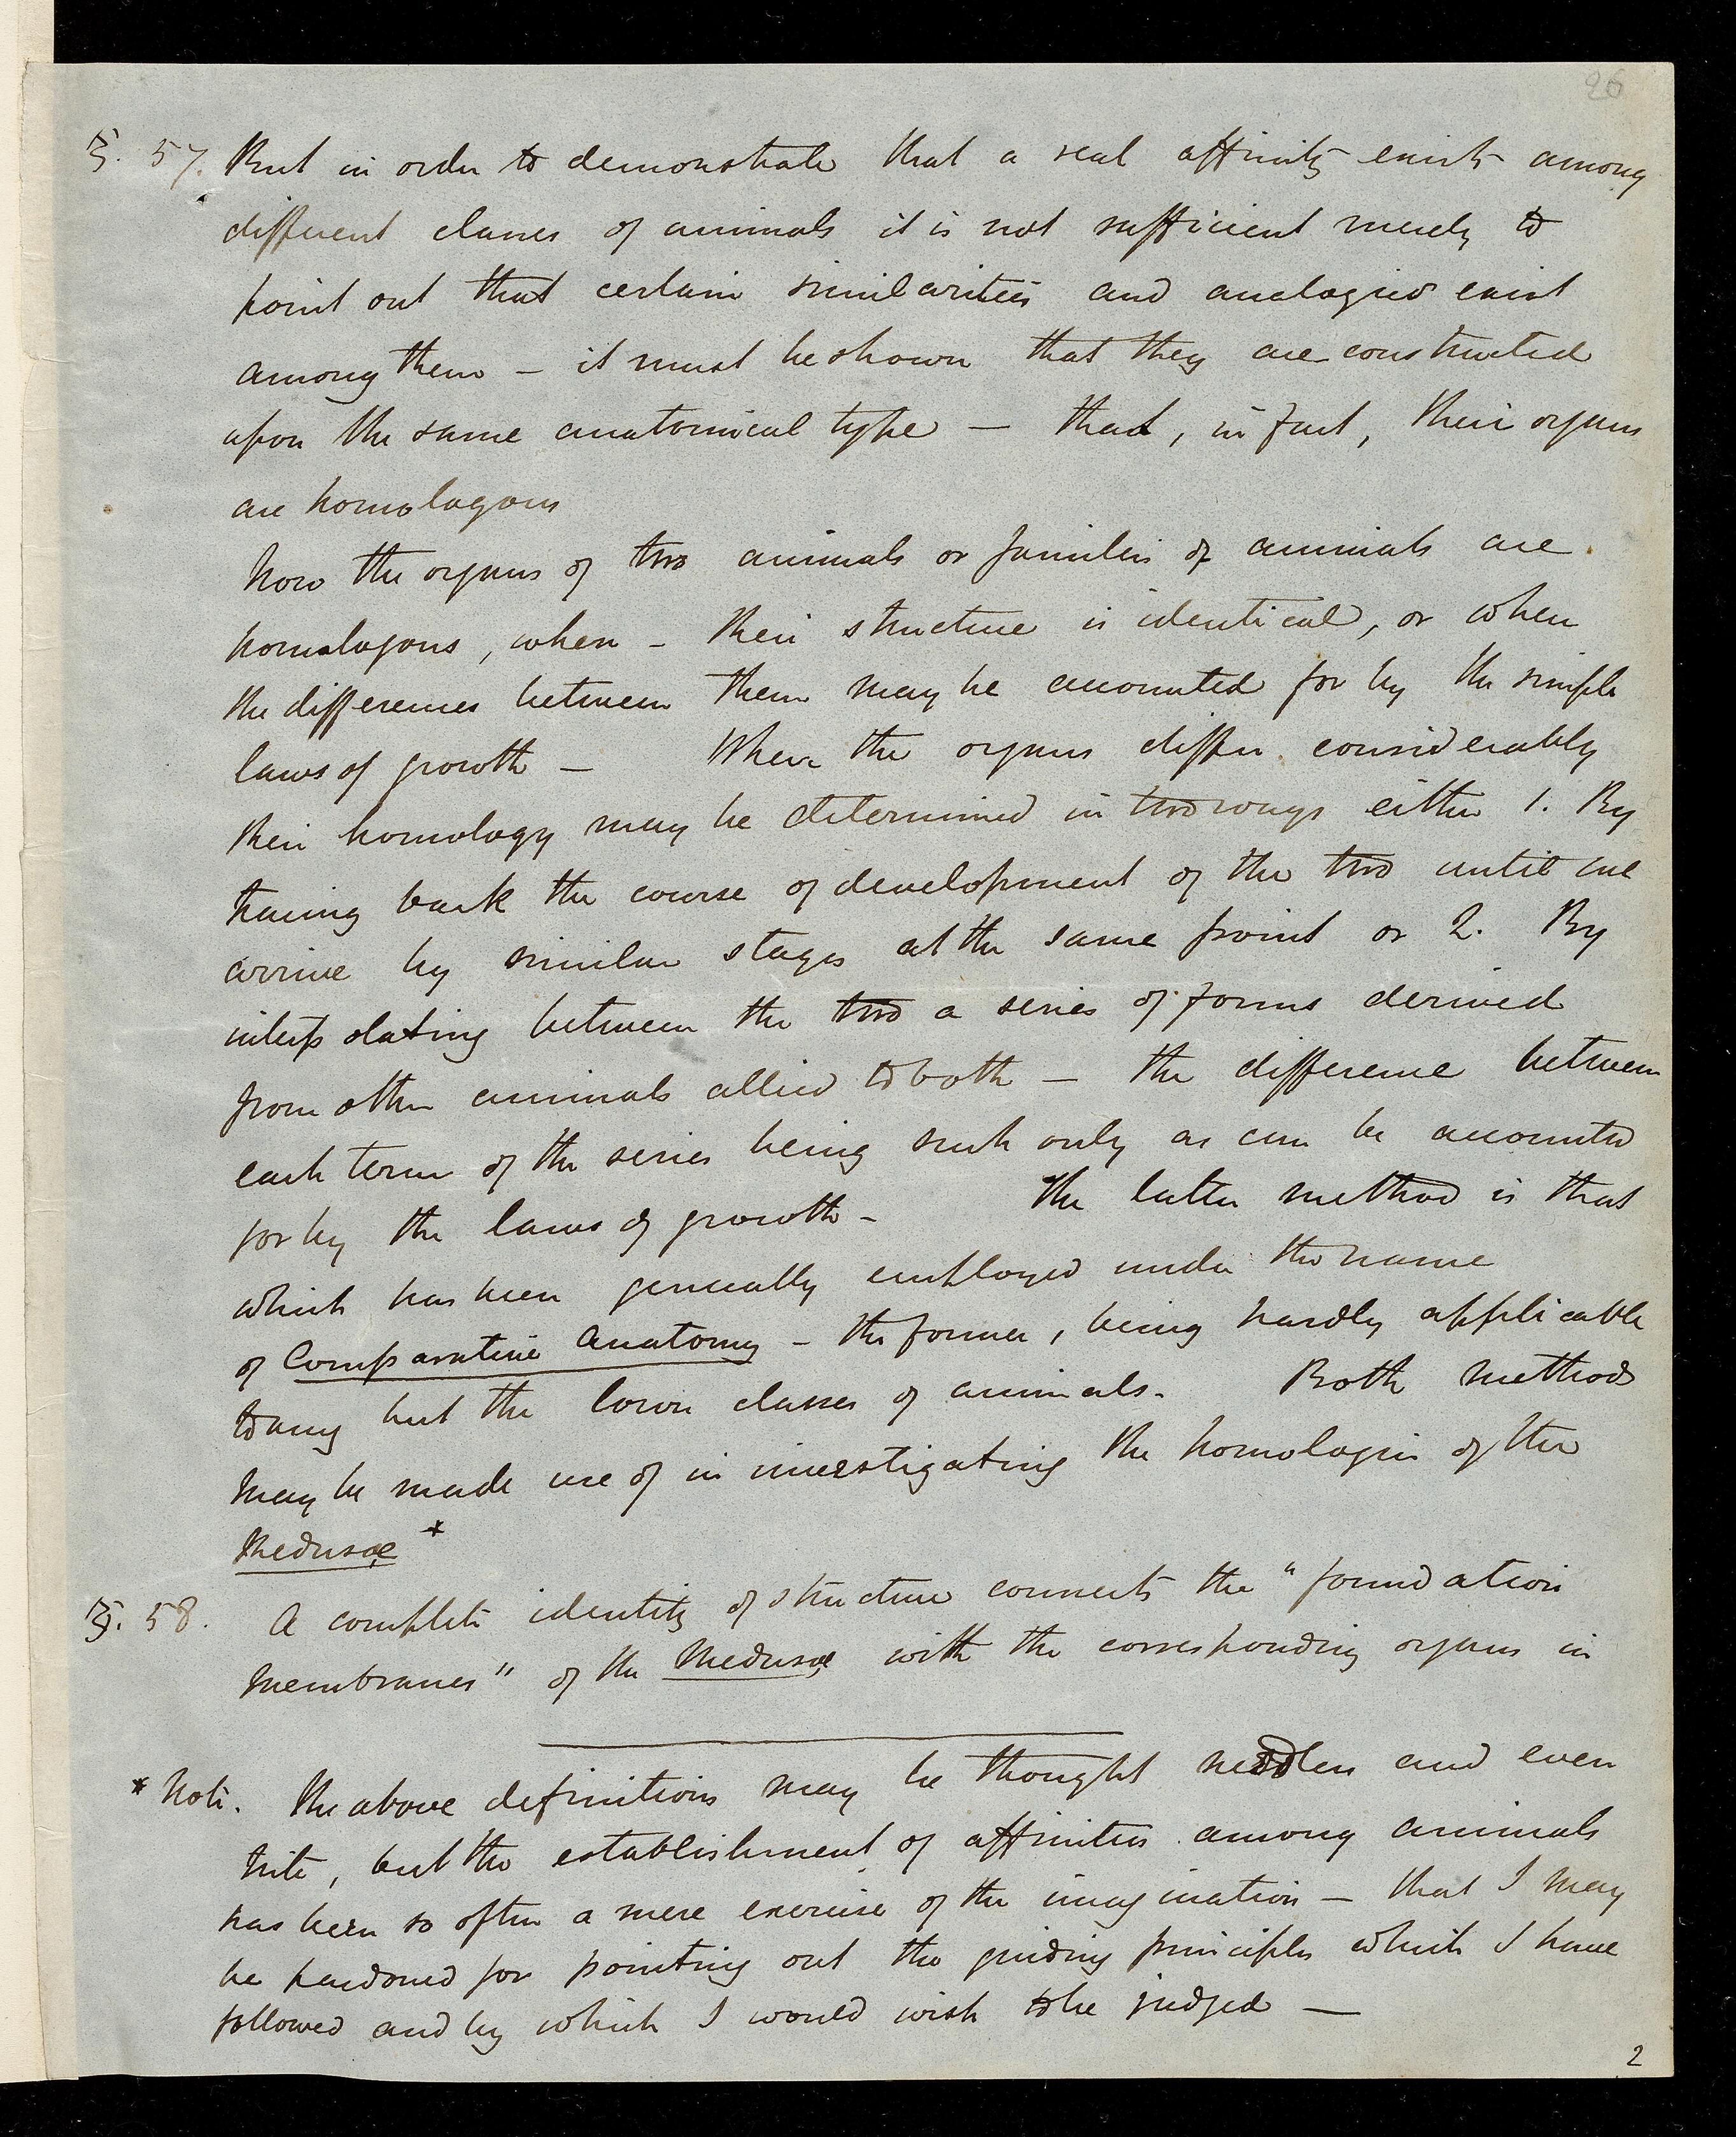 26
§. 57. But in order to demonstrate that a real affinity exists among
different classes of animals it is not sufficient merely to
point out that certain similarities and analogies exist
among them – it must be shown that they are constructed
upon the same anatomical type – that, in fact, their organs
are homologous
Now the organs of two animals or families of animals are
homologous, when – their structure is identical, or when
the differences between them may be accounted for by the simple
laws of growth – When the organs differ considerably
their homology may be determined in two ways either 1. By
tracing back the course of development of the two until we
arrive by similar stages at the same point or 2. By
interpolating between the two a series of forms derived
from other animals allied to both – the difference between
each term of the series being such only as can be accounted
for by the laws of growth – The latter method is that
which has been generally employed under the name
of Comparative Anatomy – the former, being hardly applicable
to any but the lower classes of animals. Both methods
may be made use of in investigating the homologies of the
Medusae *
§. 58. A complete identity of structure connects the "foundation
membranes" of the Medusae with the corresponding organs in
* Note. The above definitions may be thought needless and even
trite, but the establishment of affinities among animals
has been so often a mere exercise of the imagination – that I may
be pardoned for pointing out the guiding principles which I have
followed and by which I would wish to be judged –
2